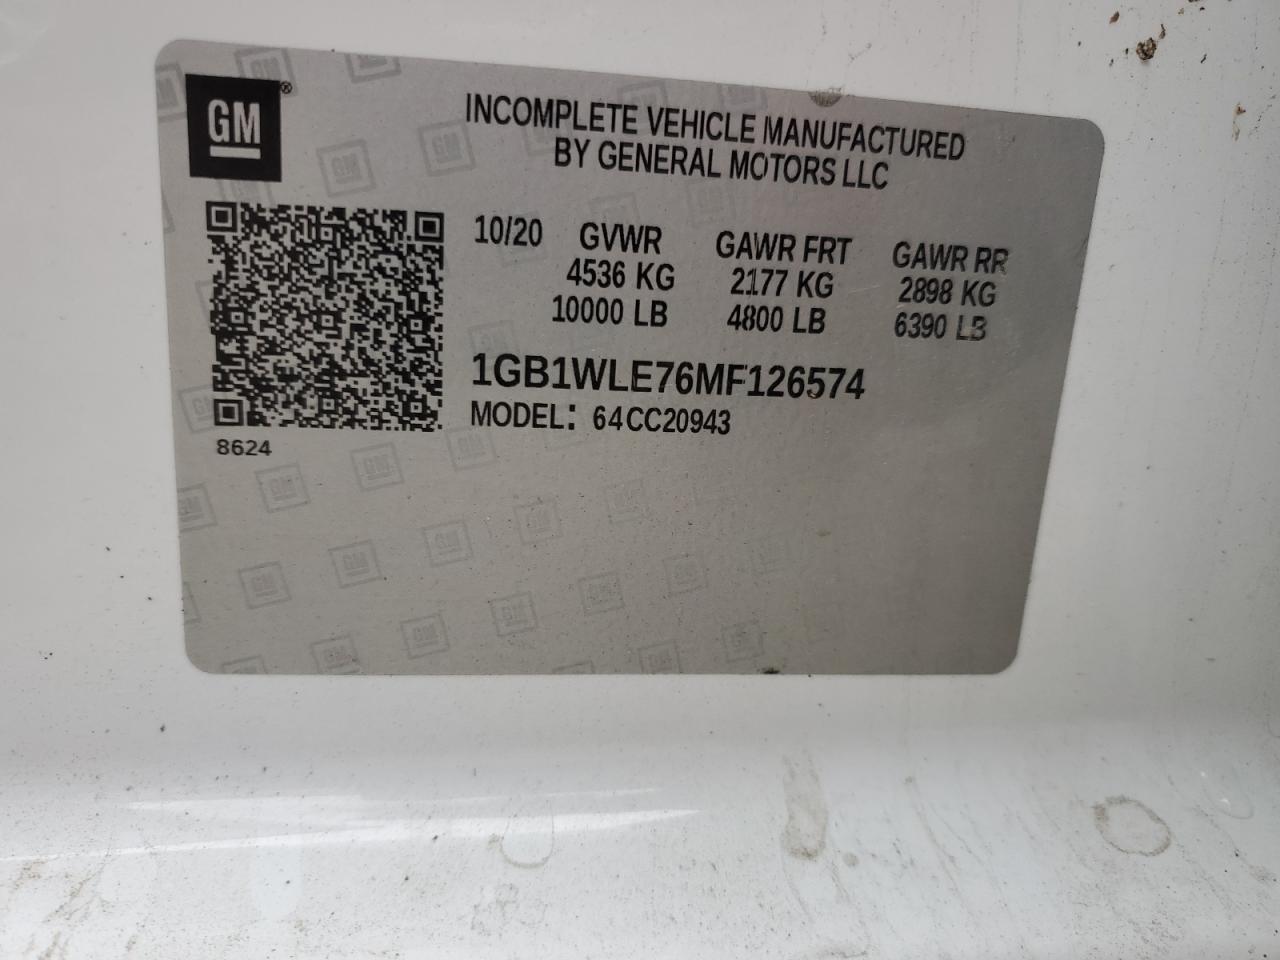 GM®
INCOMPLETE VEHICLE MANUFACTURED
BY GENERAL MOTORS LLC
10/20 GVWR GAWR FRT GAWR RR
4536 KG 2177 KG 2898 KG
10000 LB 4800 LB 6390 LB
1GB1WLE76MF126574
MODEL: 64CC20943
8624